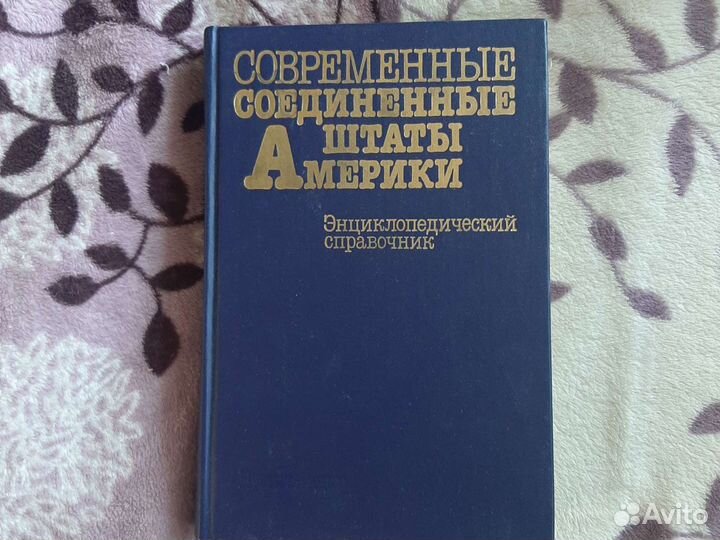 СОВРЕМЕННЫЕ
СОЕДИНЕННЫЕ
ШТАТЫ
АМЕРИКИ
Энциклопедический
справочник
Avito